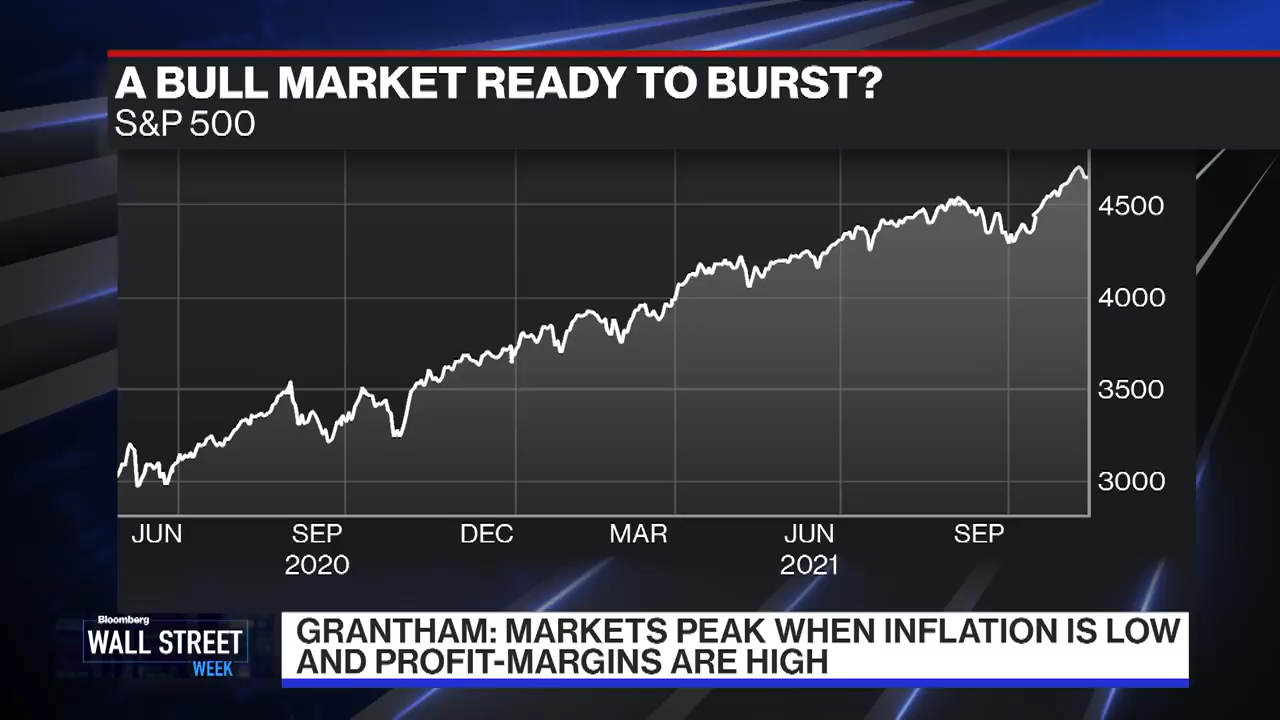 A BULL MARKET READY TO BURST?
S&P 500
4500
4000
3500
3000
JUN SEP DEC MAR JUN SEP
2020 2021
Bloomberg
WALL STREET
WEEK
GRANTHAM: MARKETS PEAK WHEN INFLATION IS LOW
AND PROFIT-MARGINS ARE HIGH